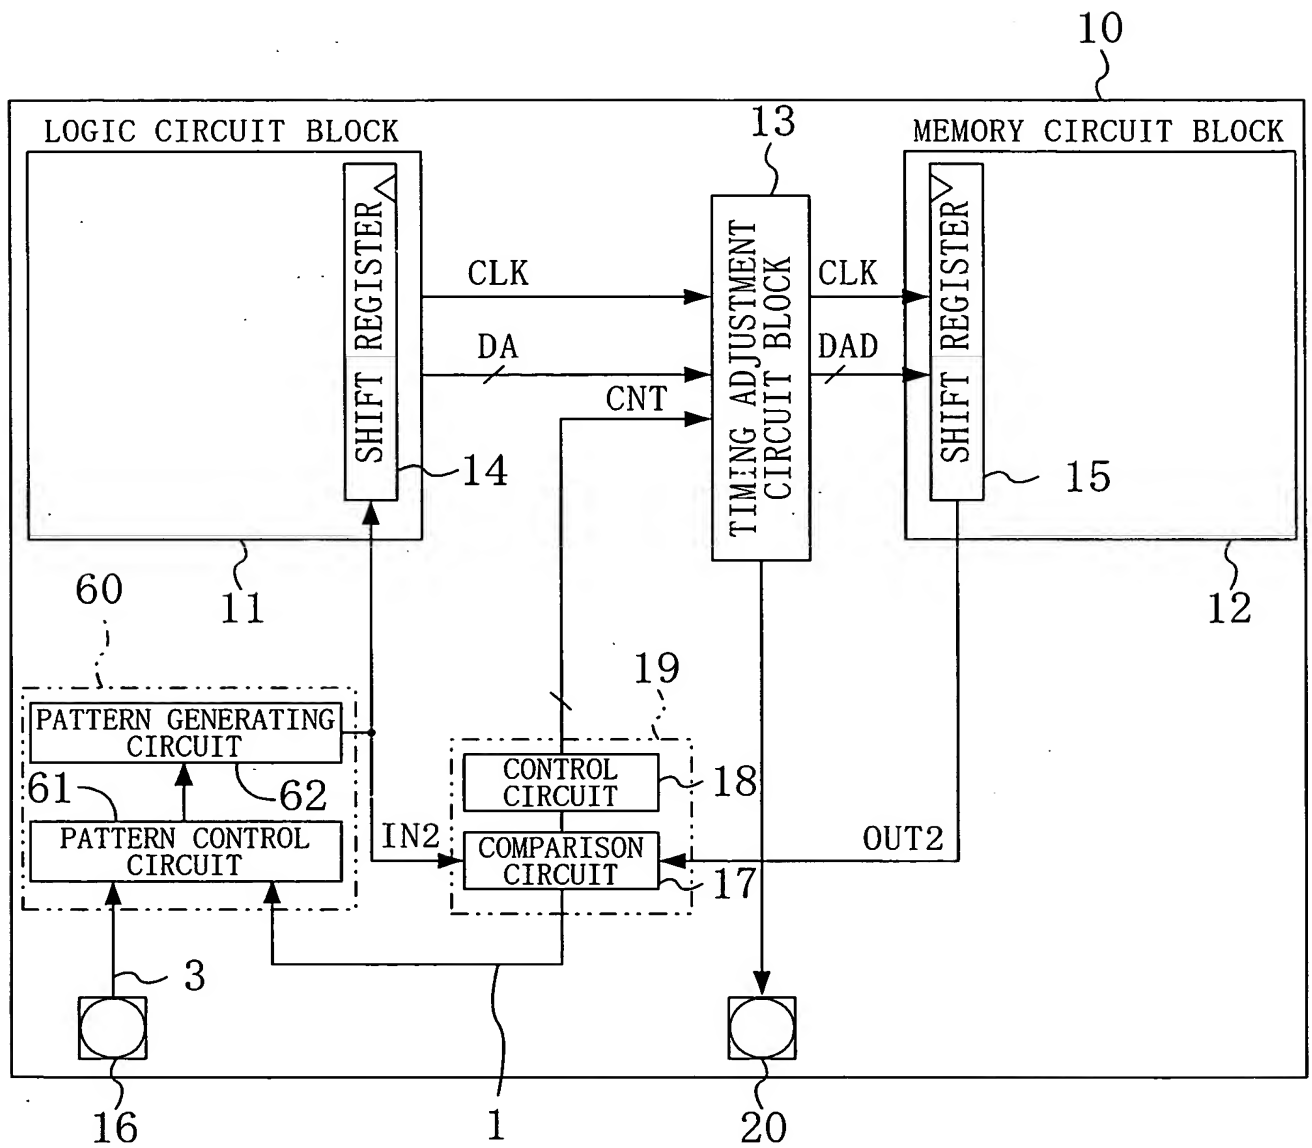 10
LOGIC CIRCUIT BLOCK
13
MEMORY CIRCUIT BLOCK
SHIFT REGISTER
CLK
DA
CNT
14
TIMING ADJUSTMENT
CIRCUIT BLOCK
CLK
DAD
SHIFT REGISTER
15
11
12
60
19
PATTERN GENERATING
CIRCUIT
61
62
PATTERN CONTROL
CIRCUIT
CONTROL
CIRCUIT
18
IN2
COMPARISON
CIRCUIT
17
OUT2
3
16
1
20